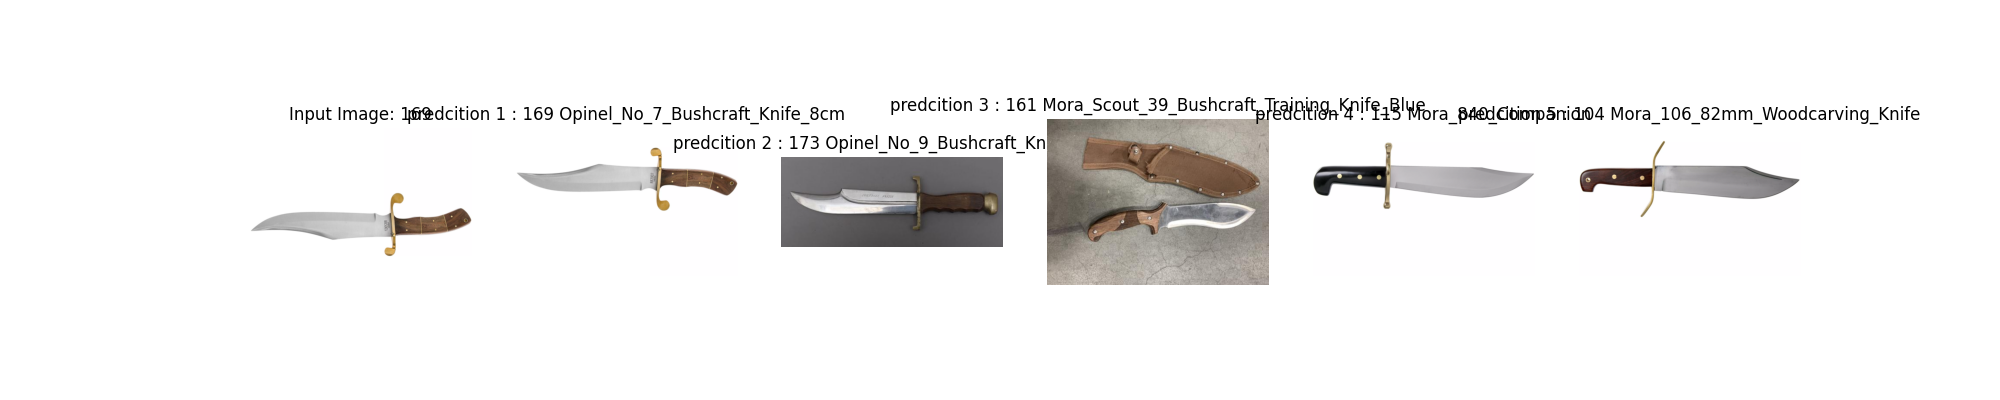 Input Image: 169
predcition 1 : 169 Opinel_No_7_Bushcraft_Knife_8cm
predcition 2 : 173 Opinel_No_9_Bushcraft_Kn
predcition 3 : 161 Mora_Scout_39_Bushcraft_Training_Knife_Blue
predcition 4 : 115 Mora_840_Companion
predcition 5 : 104 Mora_106_82mm_Woodcarving_Knife